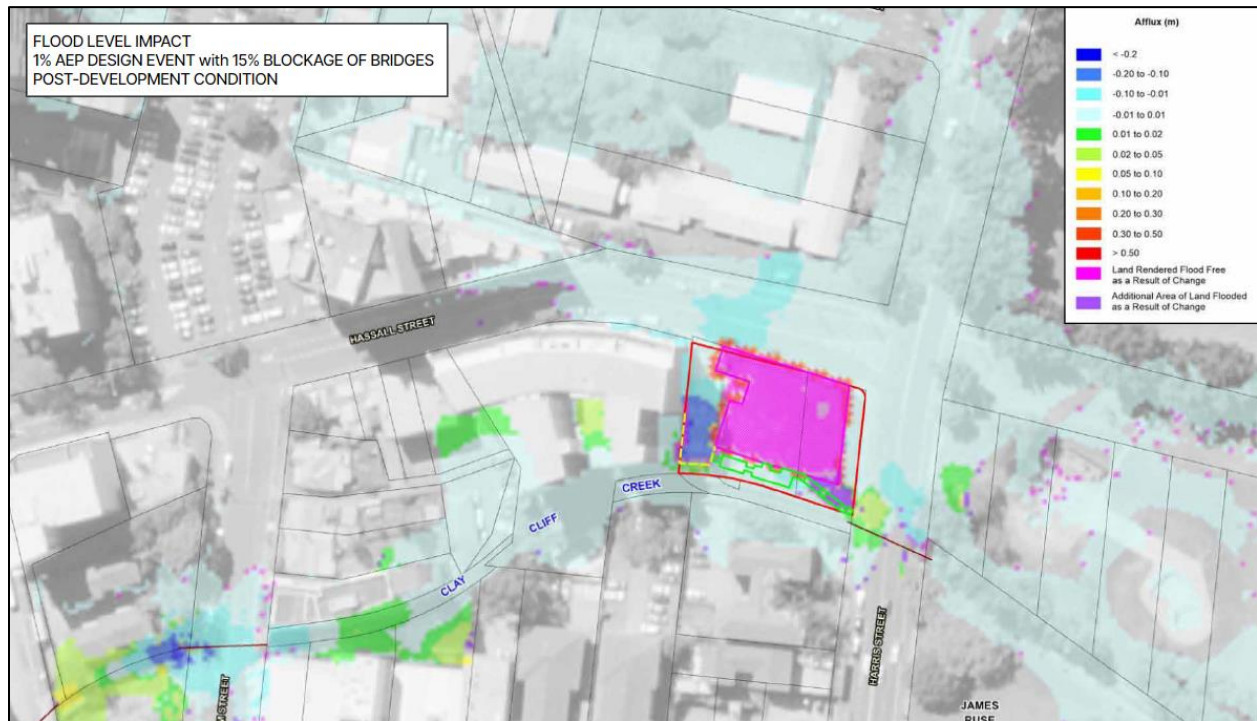 FLOOD LEVEL IMPACT
1% AEP DESIGN EVENT with 15% BLOCKAGE OF BRIDGES
POST-DEVELOPMENT CONDITION
Afflux (m)
< -0.2
-0.20 to -0.10
-0.10 to -0.01
-0.01 to 0.01
0.01 to 0.02
0.02 to 0.05
0.05 to 0.10
0.10 to 0.20
0.20 to 0.30
0.30 to 0.50
> 0.50
Land Rendered Flood Free
as a Result of Change
Additional Area of Land Flooded
as a Result of Change
HASSALL STREET
CREEK
CLIFF
CLAY
HARRIS STREET
STREET
JAMES
RUSE